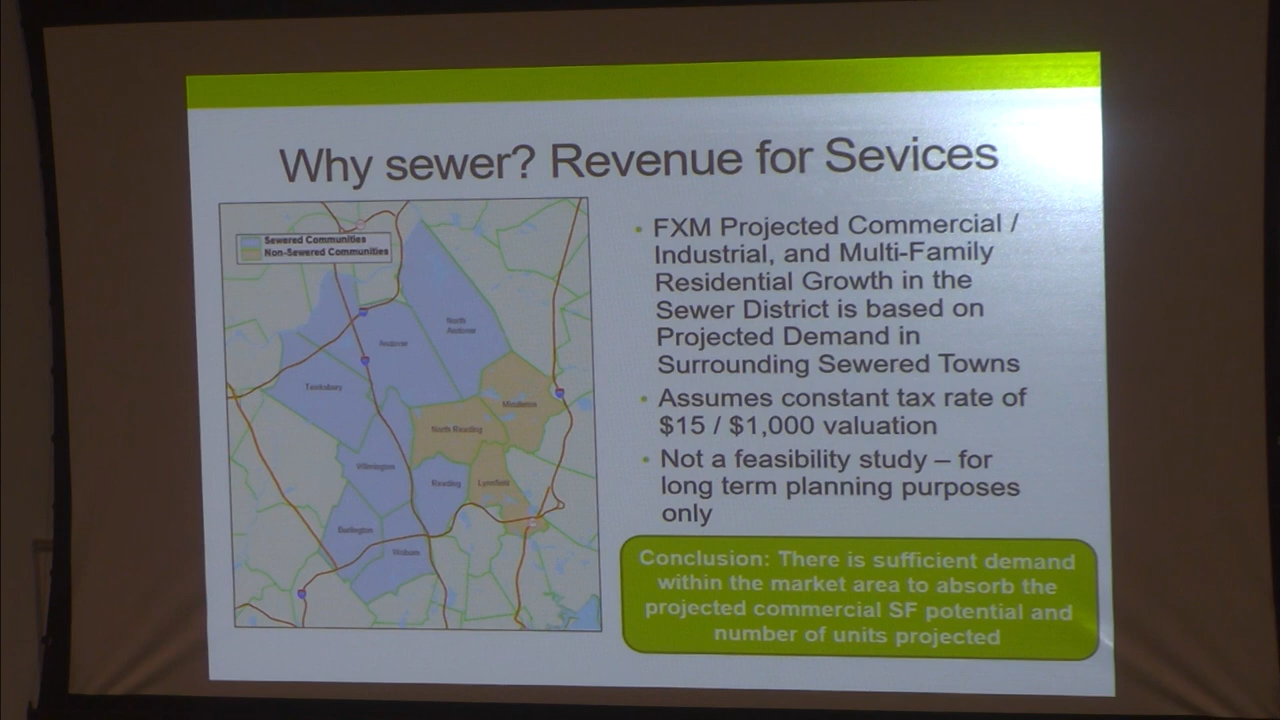 Why sewer? Revenue for Sevices
Sewered Communities
Non-Sewered Communities
North
Andover
Andover
Tewksbury
Middleton
North Reading
Wilmington
Reading
Lynnfield
Burlington
Woburn
• FXM Projected Commercial /
Industrial, and Multi-Family
Residential Growth in the
Sewer District is based on
Projected Demand in
Surrounding Sewered Towns
• Assumes constant tax rate of
$15 / $1,000 valuation
• Not a feasibility study – for
long term planning purposes
only
Conclusion: There is sufficient demand
within the market area to absorb the
projected commercial SF potential and
number of units projected